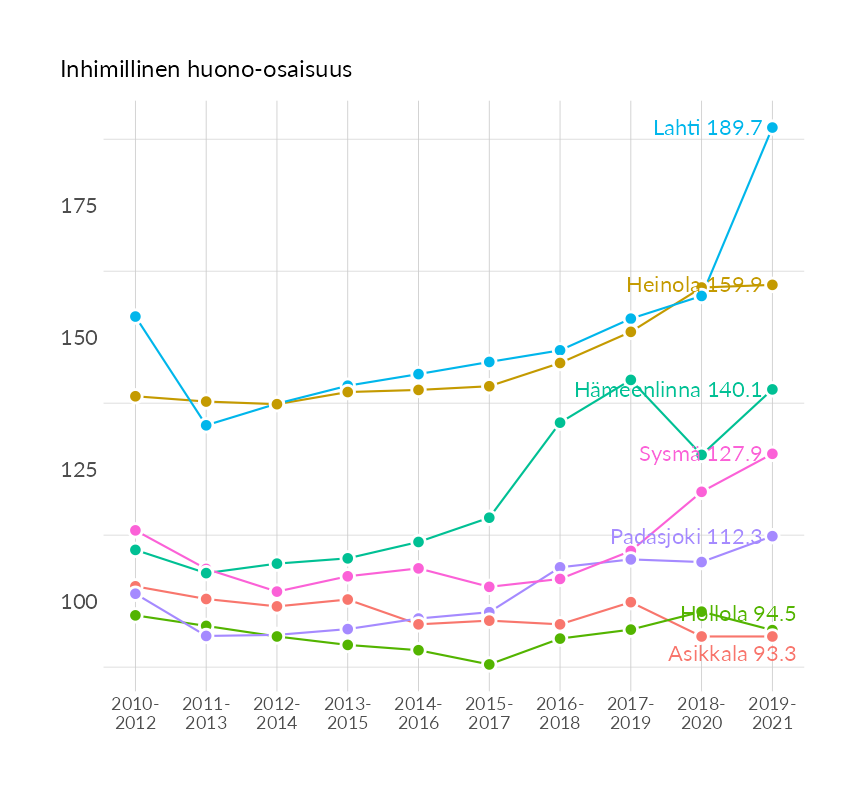 Inhimillinen huono-osaisuus
Lahti 189.7
175
Heinola 159.9
150
Hämeenlinna 140.1
125
Sysmä 127.9
Padasjoki 112.3
100
Hollola 94.5
Asikkala 93.3
2010- 2011- 2012- 2013- 2014- 2015- 2016- 2017- 2018- 2019-
2012 2013 2014 2015 2016 2017 2018 2019 2020 2021